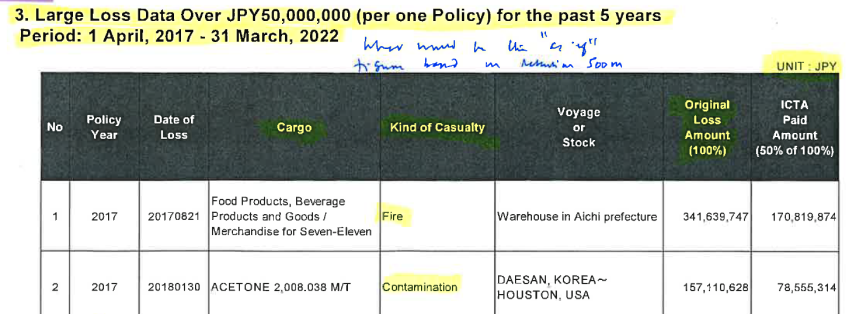 3. Large Loss Data Over JPY50,000,000 (per one Policy) for the past 5 years
Period: 1 April, 2017 - 31 March, 2022
What would be the "as if"
figure based on retention 500m
UNIT : JPY
No
Policy
Year
Date of
Loss
Cargo
Kind of Casualty
Voyage
or
Stock
Original
Loss
Amount
(100%)
ICTA
Paid
Amount
(50% of 100%)
1
2017
20170821
Food Products, Beverage
Products and Goods /
Merchandise for Seven-Eleven
Fire
Warehouse in Aichi prefecture
341,639,747
170,819,874
2
2017
20180130
ACETONE 2,008.038 M/T
Contamination
DAESAN, KOREA～
HOUSTON, USA
157,110,628
78,555,314